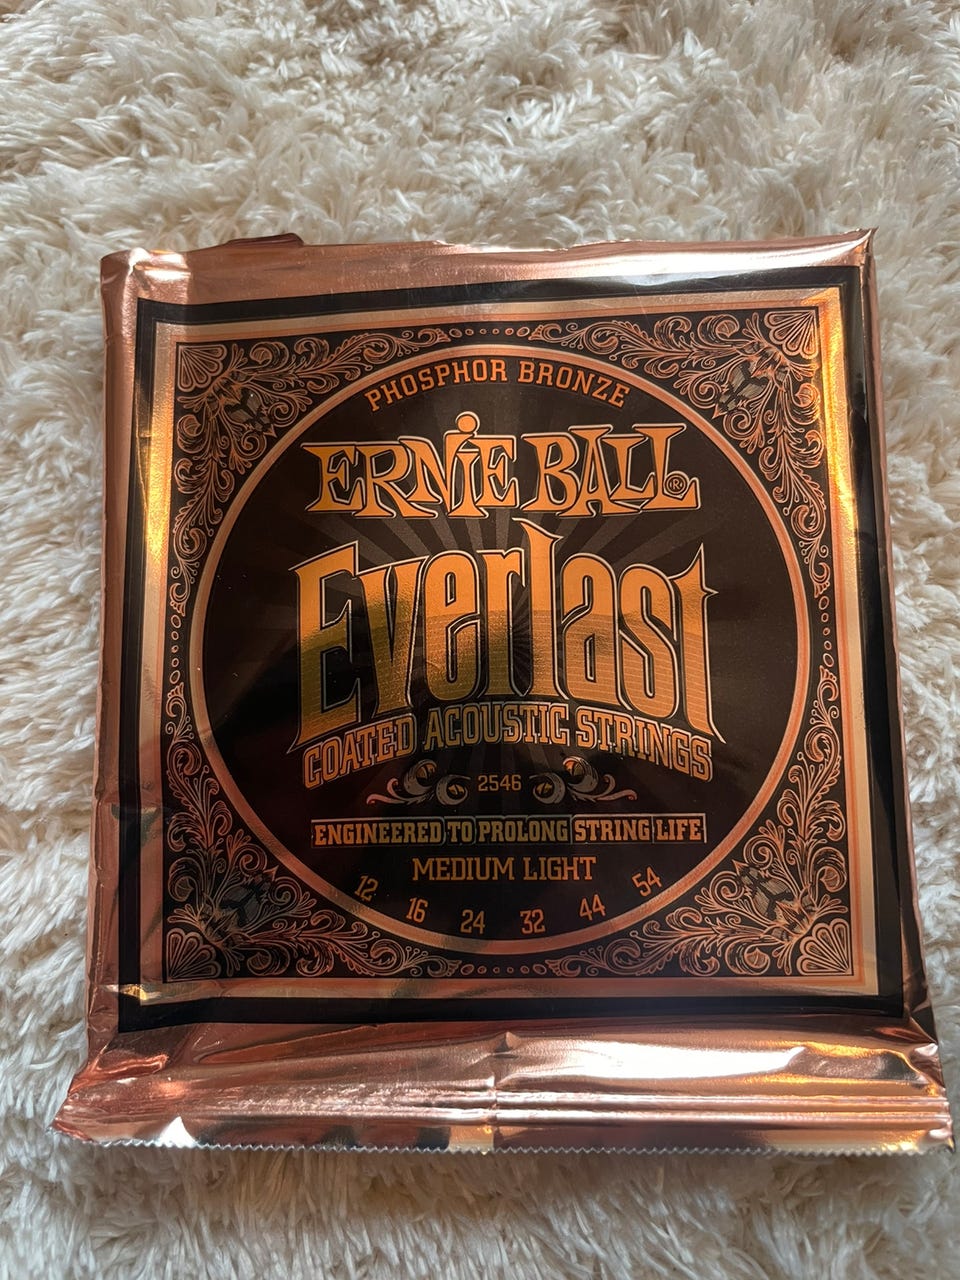 PHOSPHOR BRONZE
ERNiE BALL ®
Everlast
COATED ACOUSTIC STRINGS
2546
ENGINEERED TO PROLONG STRING LIFE
MEDIUM LIGHT
12 16 24 32 44 54